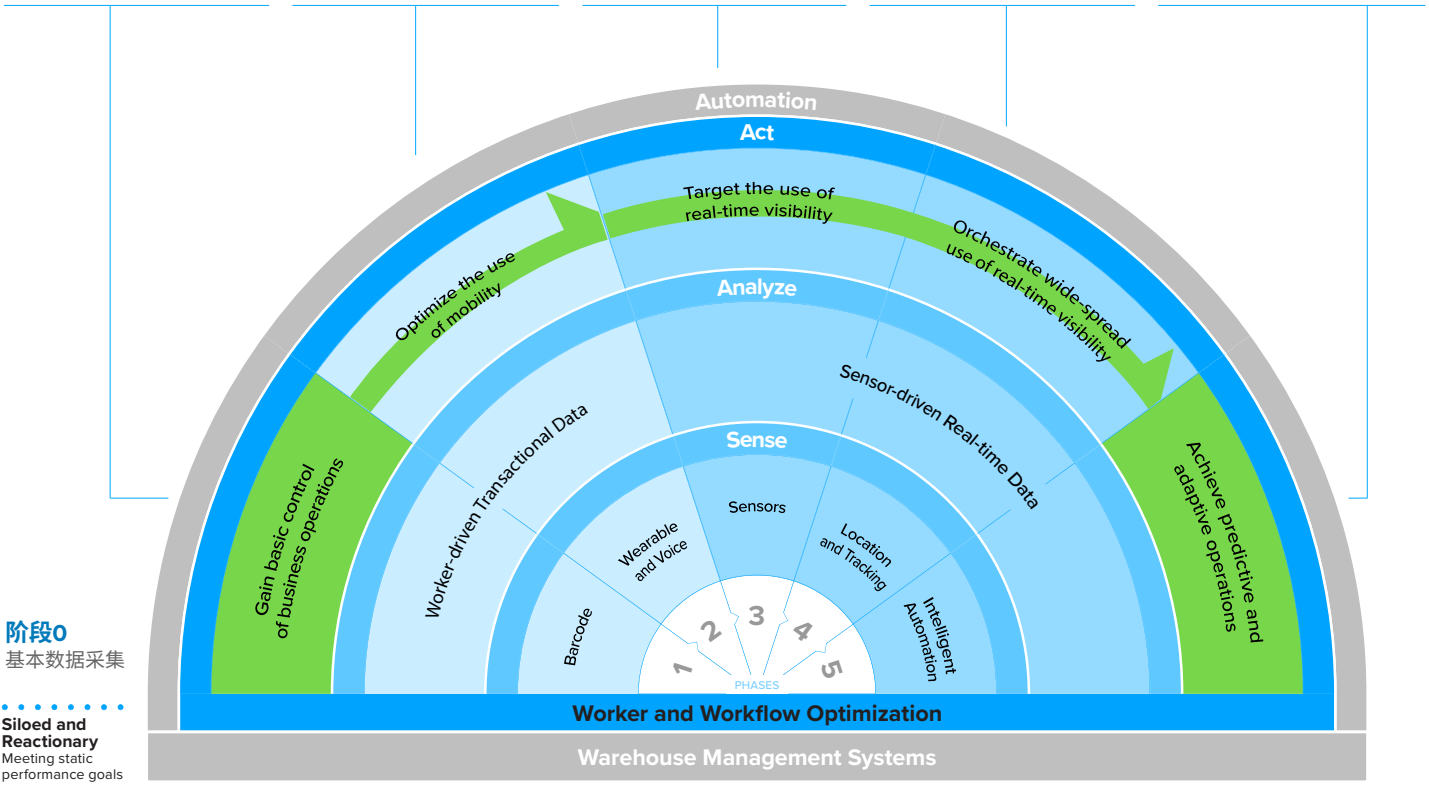 Automation
Act
Target the use of
real-time visibility
Optimize the use
of mobility
Orchestrate wide-spread
use of real-time visibility
Analyze
Worker-driven Transactional Data
Sensor-driven Real-time Data
Sense
Gain basic control
of business operations
Achieve predictive and
adaptive operations
Barcode
Wearable
and Voice
Sensors
Location
and Tracking
Intelligent
Automation
1
2
3
4
5
PHASES
阶段0
基本数据采集
Siloed and
Reactionary
Meeting static
performance goals
Worker and Workflow Optimization
Warehouse Management Systems